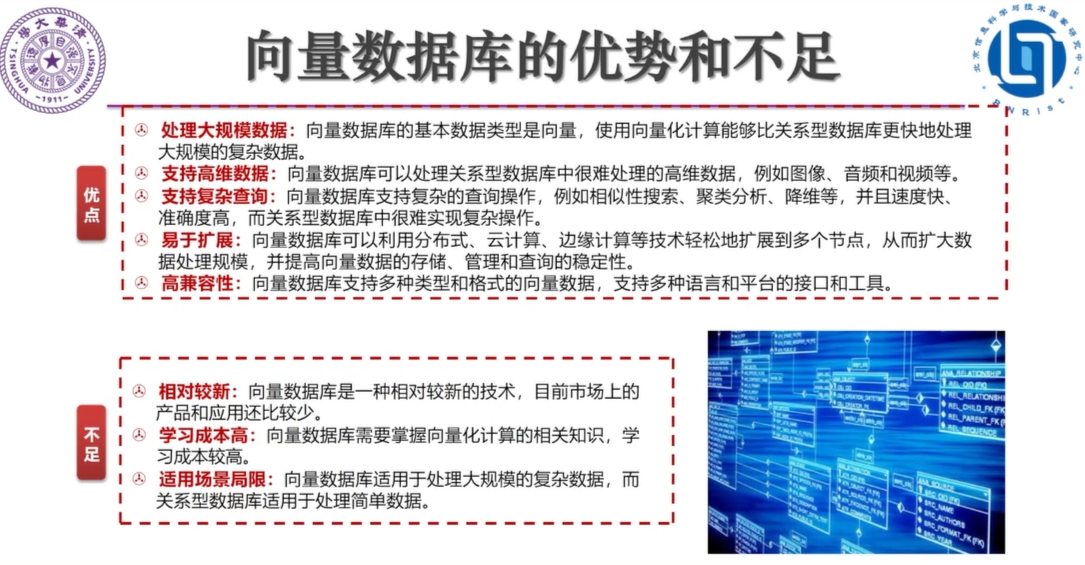 向量数据库的优势和不足
清华大学
TSINGHUA UNIVERSITY
-1911-
北京信息科学与技术国家研究中心
BNRist
优点
处理大规模数据：向量数据库的基本数据类型是向量，使用向量化计算能够比关系型数据库更快地处理
大规模的复杂数据。
支持高维数据：向量数据库可以处理关系型数据库中很难处理的高维数据，例如图像、音频和视频等。
支持复杂查询：向量数据库支持复杂的查询操作，例如相似性搜索、聚类分析、降维等，并且速度快、
准确度高，而关系型数据库中很难实现复杂操作。
易于扩展：向量数据库可以利用分布式、云计算、边缘计算等技术轻松地扩展到多个节点，从而扩大数
据处理规模，并提高向量数据的存储、管理和查询的稳定性。
高兼容性：向量数据库支持多种类型和格式的向量数据，支持多种语言和平台的接口和工具。
不足
相对较新：向量数据库是一种相对较新的技术，目前市场上的
产品和应用还比较少。
学习成本高：向量数据库需要掌握向量化计算的相关知识，学
习成本较高。
适用场景局限：向量数据库适用于处理大规模的复杂数据，而
关系型数据库适用于处理简单数据。
ANA_RELATIONSHIP
REL_OID (FK)
REL_RELATIONSHI
REL_CHILD_FK (FK)
REL_PARENT_FK (F
REL_SEQUENCE
ANA_SOURCE
SRC_OID (FK)
SRC_NAME
SRC_AUTHORS
SRC_FORMAT_FK (FK)
SRC_YEAR